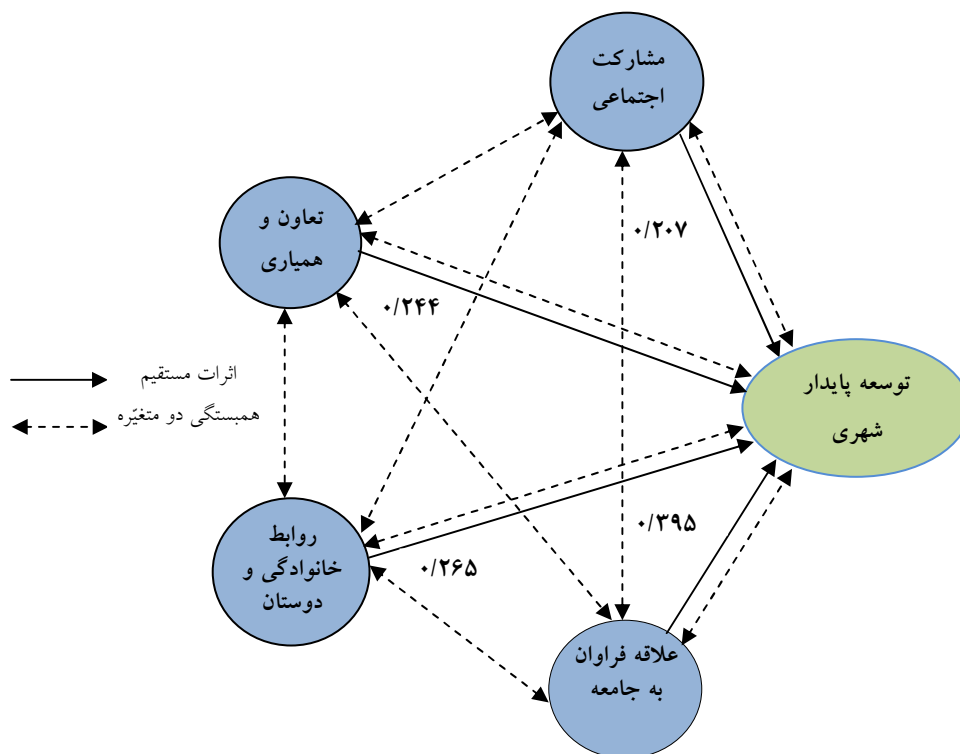 مشارکت
اجتماعی
تعاون و
همیاری
۰/۲۰۷
۰/۲۴۴
اثرات مستقیم
همبستگی دو متغیّره
توسعه پایدار
شهری
روابط
خانوادگی و
دوستان
۰/۲۶۵
۰/۳۹۵
علاقه فراوان
به جامعه